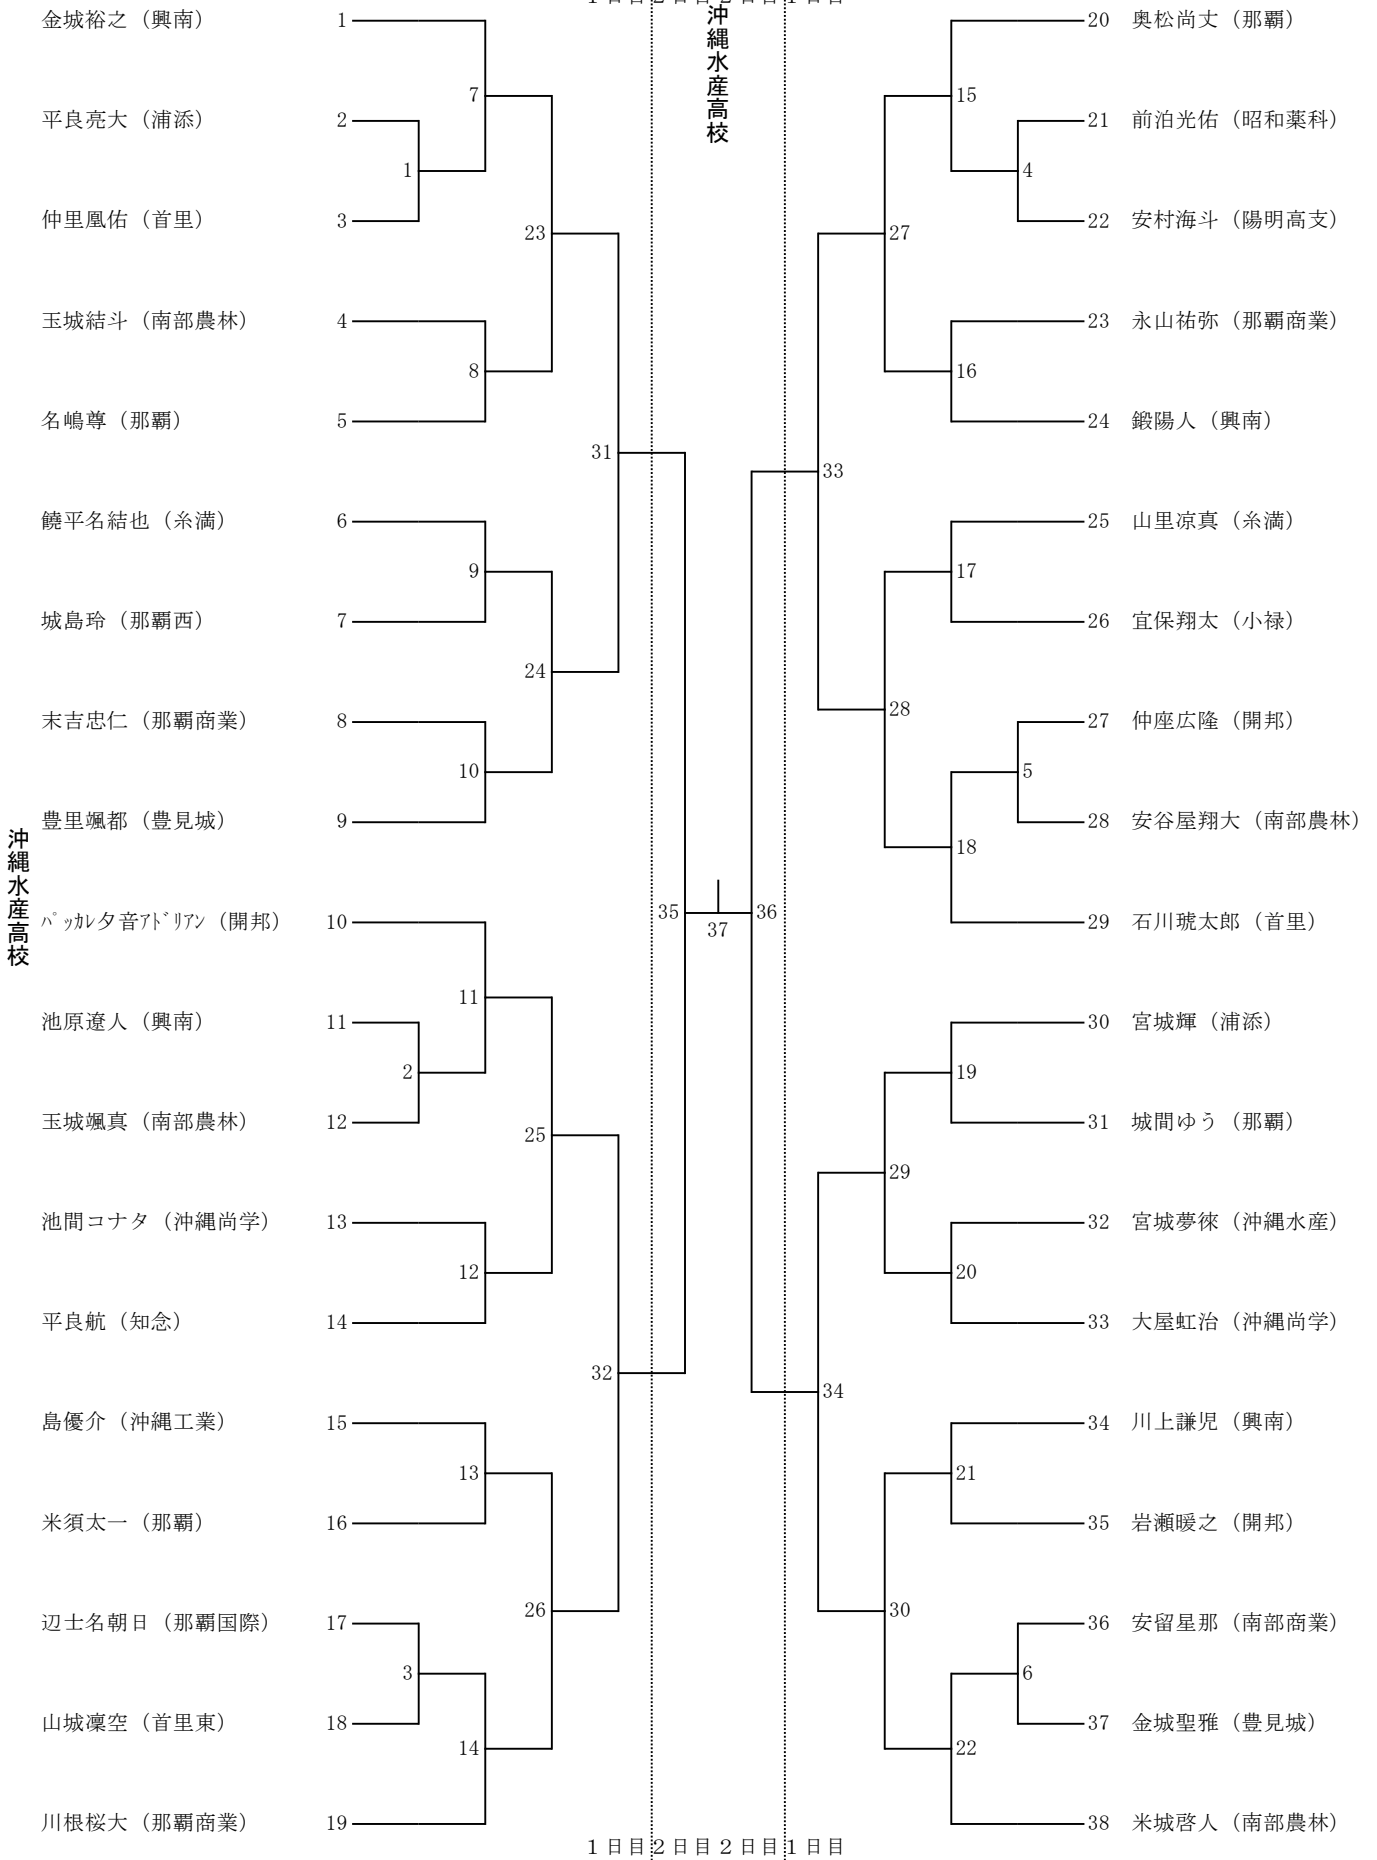 1日目2日目2日目1日目
沖縄水産高校
金城裕之（興南） 1
平良亮大（浦添） 2
仲里凰佑（首里） 3
玉城結斗（南部農林） 4
名嶋尊（那覇） 5
饒平名結也（糸満） 6
城島玲（那覇西） 7
末吉忠仁（那覇商業） 8
豊里颯都（豊見城） 9
沖縄水産高校
ﾊﾟｯｶﾙ夕音ｱﾄﾞﾘｱﾝ（開邦） 10
池原遼人（興南） 11
玉城颯真（南部農林） 12
池間コナタ（沖縄尚学） 13
平良航（知念） 14
島優介（沖縄工業） 15
米須太一（那覇） 16
辺士名朝日（那覇国際） 17
山城凜空（首里東） 18
川根桜大（那覇商業） 19
1
2
3
7
8
9
10
11
12
13
14
23
24
25
26
31
32
35
37
36
33
34
27
28
29
30
15
16
17
18
19
20
21
22
4
5
6
20 奥松尚丈（那覇）
21 前泊光佑（昭和薬科）
22 安村海斗（陽明高支）
23 永山祐弥（那覇商業）
24 鍛陽人（興南）
25 山里凉真（糸満）
26 宜保翔太（小禄）
27 仲座広隆（開邦）
28 安谷屋翔大（南部農林）
29 石川琥太郎（首里）
30 宮城輝（浦添）
31 城間ゆう（那覇）
32 宮城夢徠（沖縄水産）
33 大屋虹治（沖縄尚学）
34 川上謙児（興南）
35 岩瀬暖之（開邦）
36 安留星那（南部商業）
37 金城聖雅（豊見城）
38 米城啓人（南部農林）
1日目2日目2日目1日目